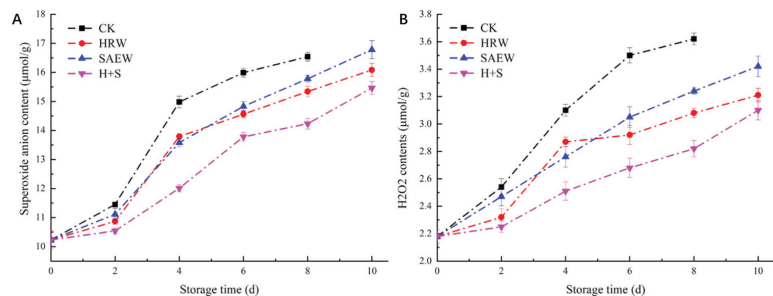 A
CK
HRW
SAEW
H+S
Superoxide anion content (μmol/g)
18
17
16
15
14
13
12
11
10
0
2
4
6
8
10
Storage time (d)
B
CK
HRW
SAEW
H+S
H2O2 contents (μmol/g)
3.8
3.6
3.4
3.2
3.0
2.8
2.6
2.4
2.2
2.0
0
2
4
6
8
10
Storage time (d)